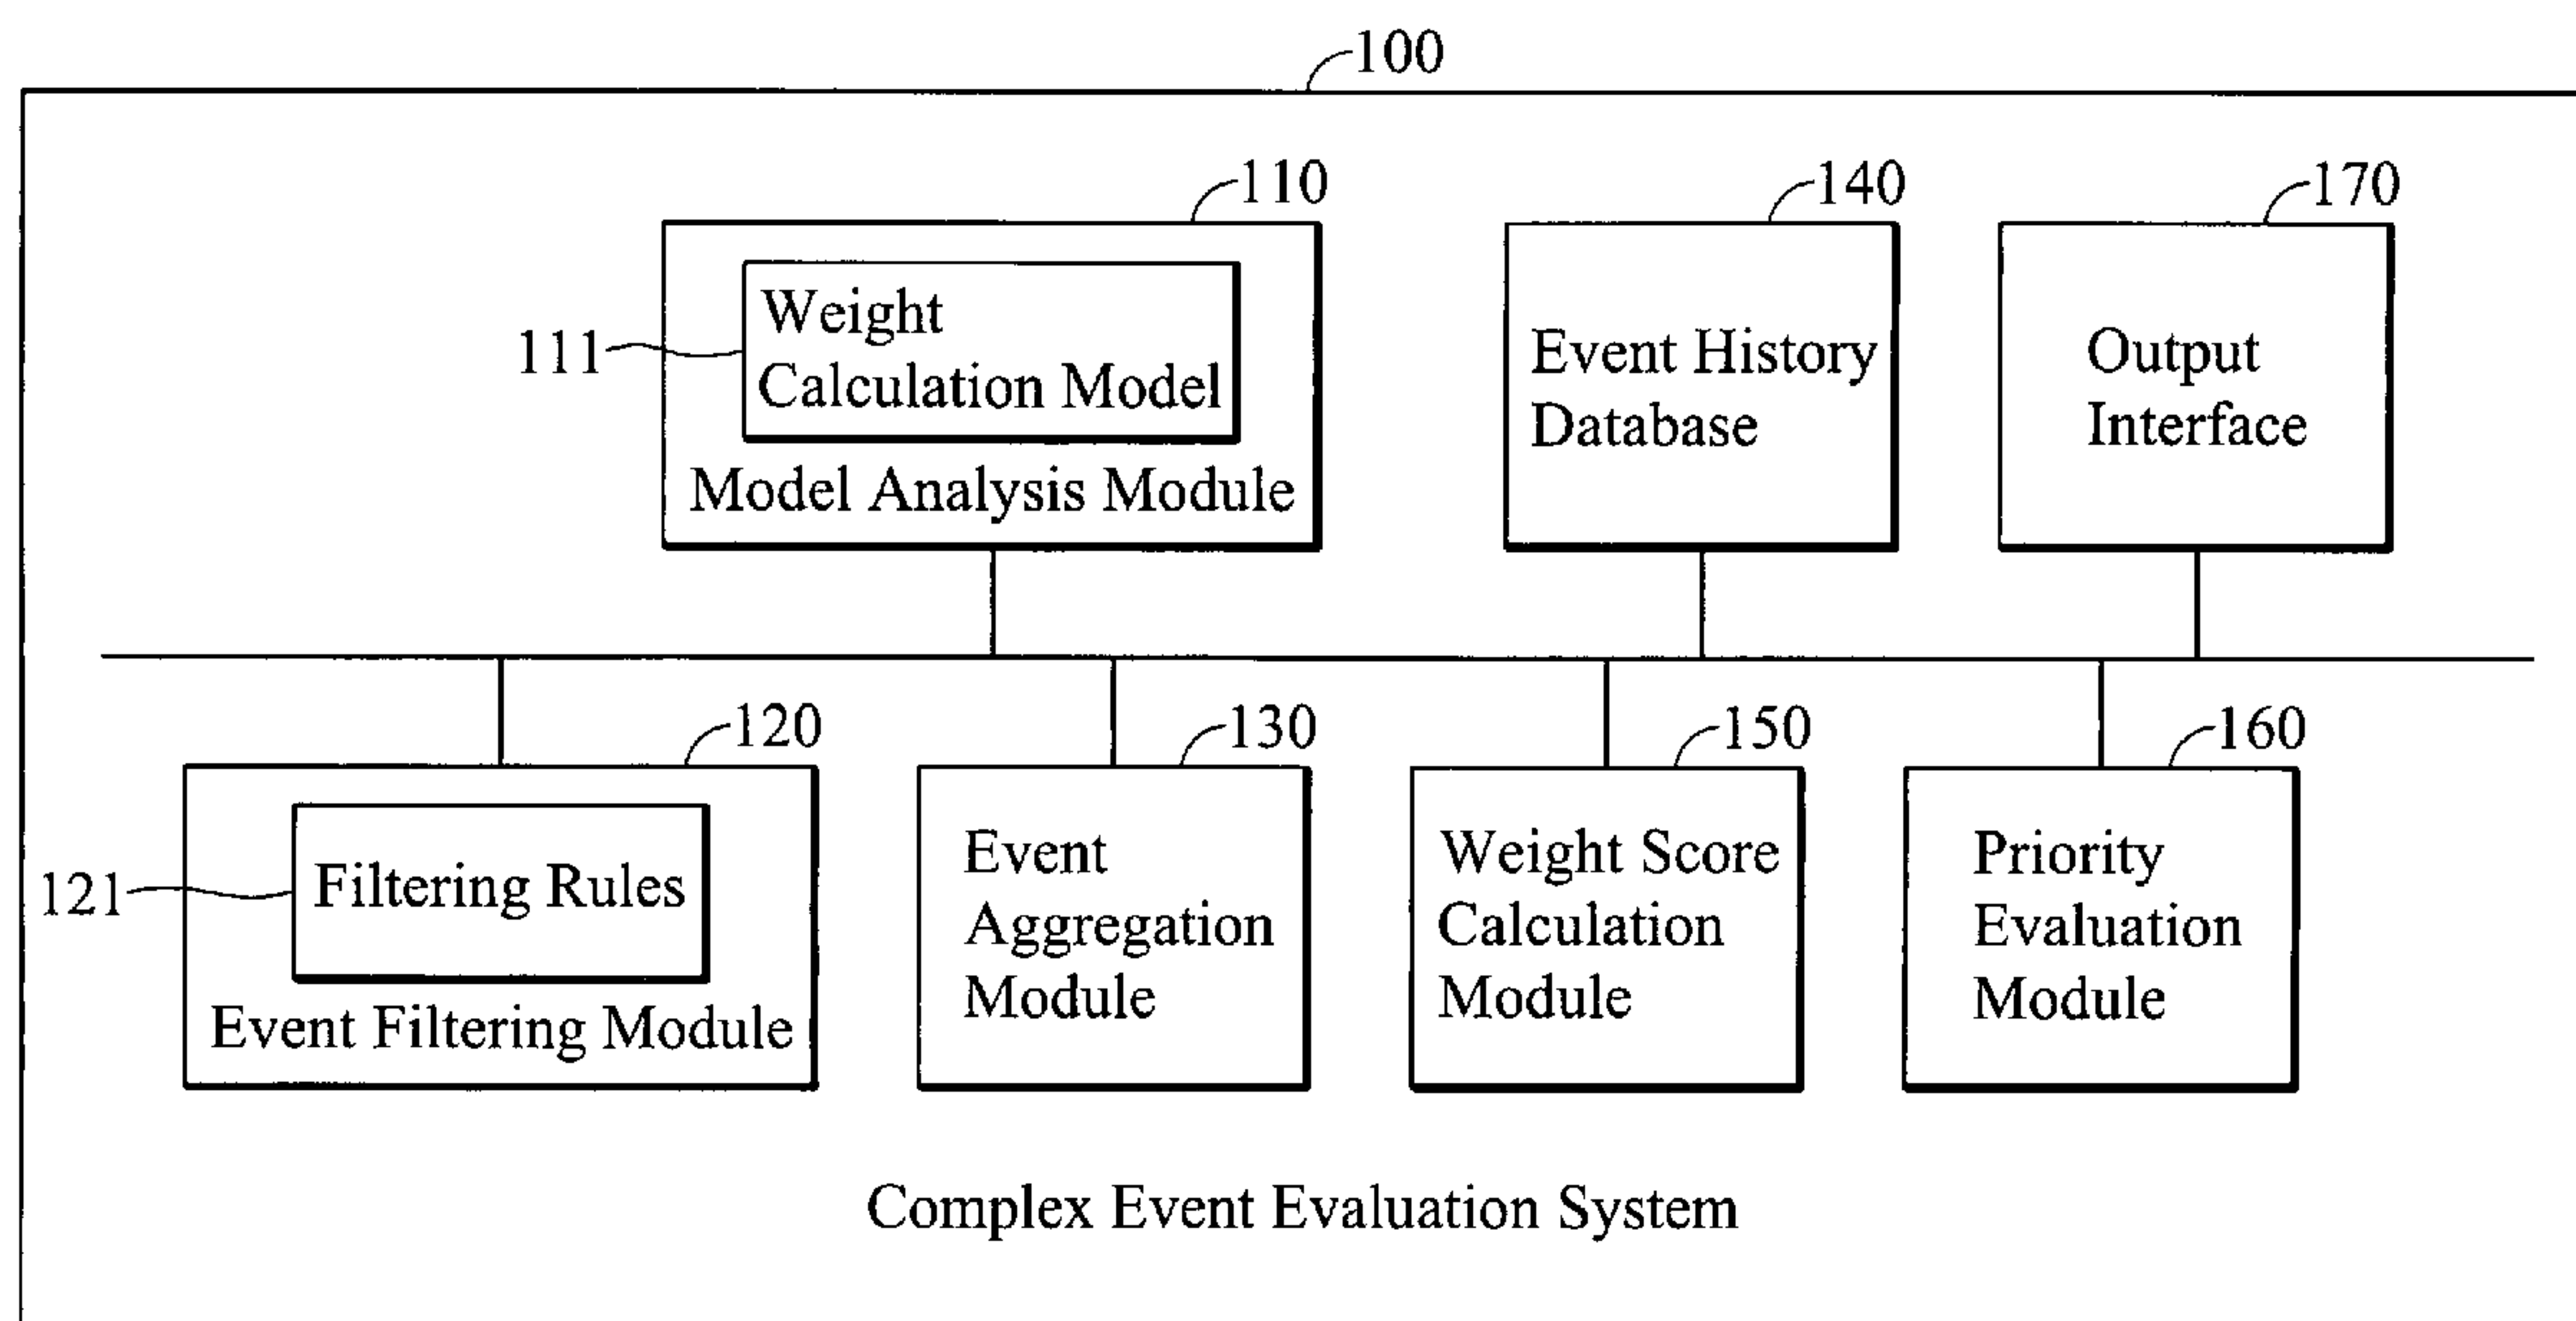 100
110
140
170
111
Weight
Calculation Model
Model Analysis Module
Event History
Database
Output
Interface
120
130
150
160
121
Filtering Rules
Event Filtering Module
Event
Aggregation
Module
Weight Score
Calculation
Module
Priority
Evaluation
Module
Complex Event Evaluation System